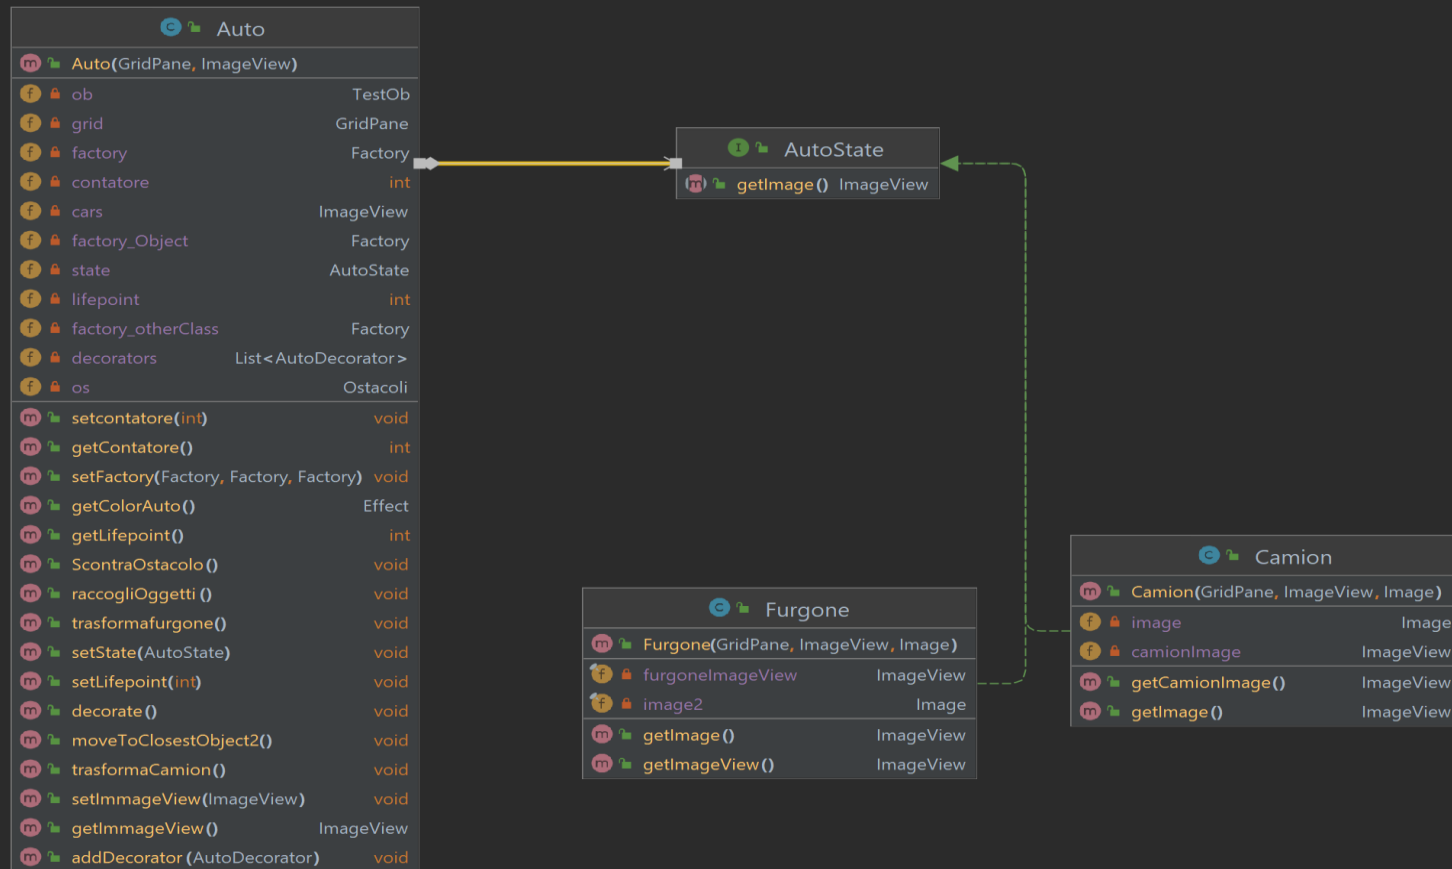 Auto
Auto(GridPane, ImageView)
ob TestOb
grid GridPane
factory Factory
contatore int
cars ImageView
factory_Object Factory
state AutoState
lifepoint int
factory_otherClass Factory
decorators List<AutoDecorator>
os Ostacoli
setcontatore(int) void
getContatore() int
setFactory(Factory, Factory, Factory) void
getColorAuto() Effect
getLifepoint() int
ScontraOstacolo() void
raccogliOggetti() void
trasformafurgone() void
setState(AutoState) void
setLifepoint(int) void
decorate() void
moveToClosestObject2() void
trasformaCamion() void
setImmageView(ImageView) void
getImmageView() ImageView
addDecorator(AutoDecorator) void
AutoState
getImage() ImageView
Furgone
Furgone(GridPane, ImageView, Image)
furgoneImageView ImageView
image2 Image
getImage() ImageView
getImageView() ImageView
Camion
Camion(GridPane, ImageView, Image)
image Image
camionImage ImageView
getCamionImage() ImageView
getImage() ImageView